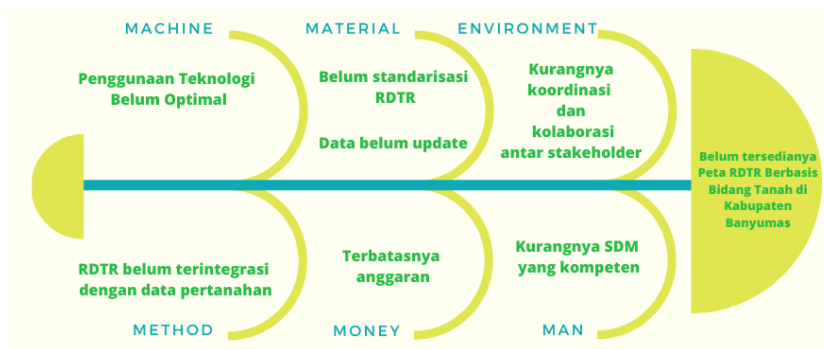 MACHINE
Penggunaan Teknologi
Belum Optimal
MATERIAL
Belum standarisasi
RDTR
Data belum update
ENVIRONMENT
Kurangnya
koordinasi
dan
kolaborasi
antar stakeholder
Belum tersedianya
Peta RDTR Berbasis
Bidang Tanah di
Kabupaten
Banyumas
RDTR belum terintegrasi
dengan data pertanahan
METHOD
Terbatasnya
anggaran
MONEY
Kurangnya SDM
yang kompeten
MAN